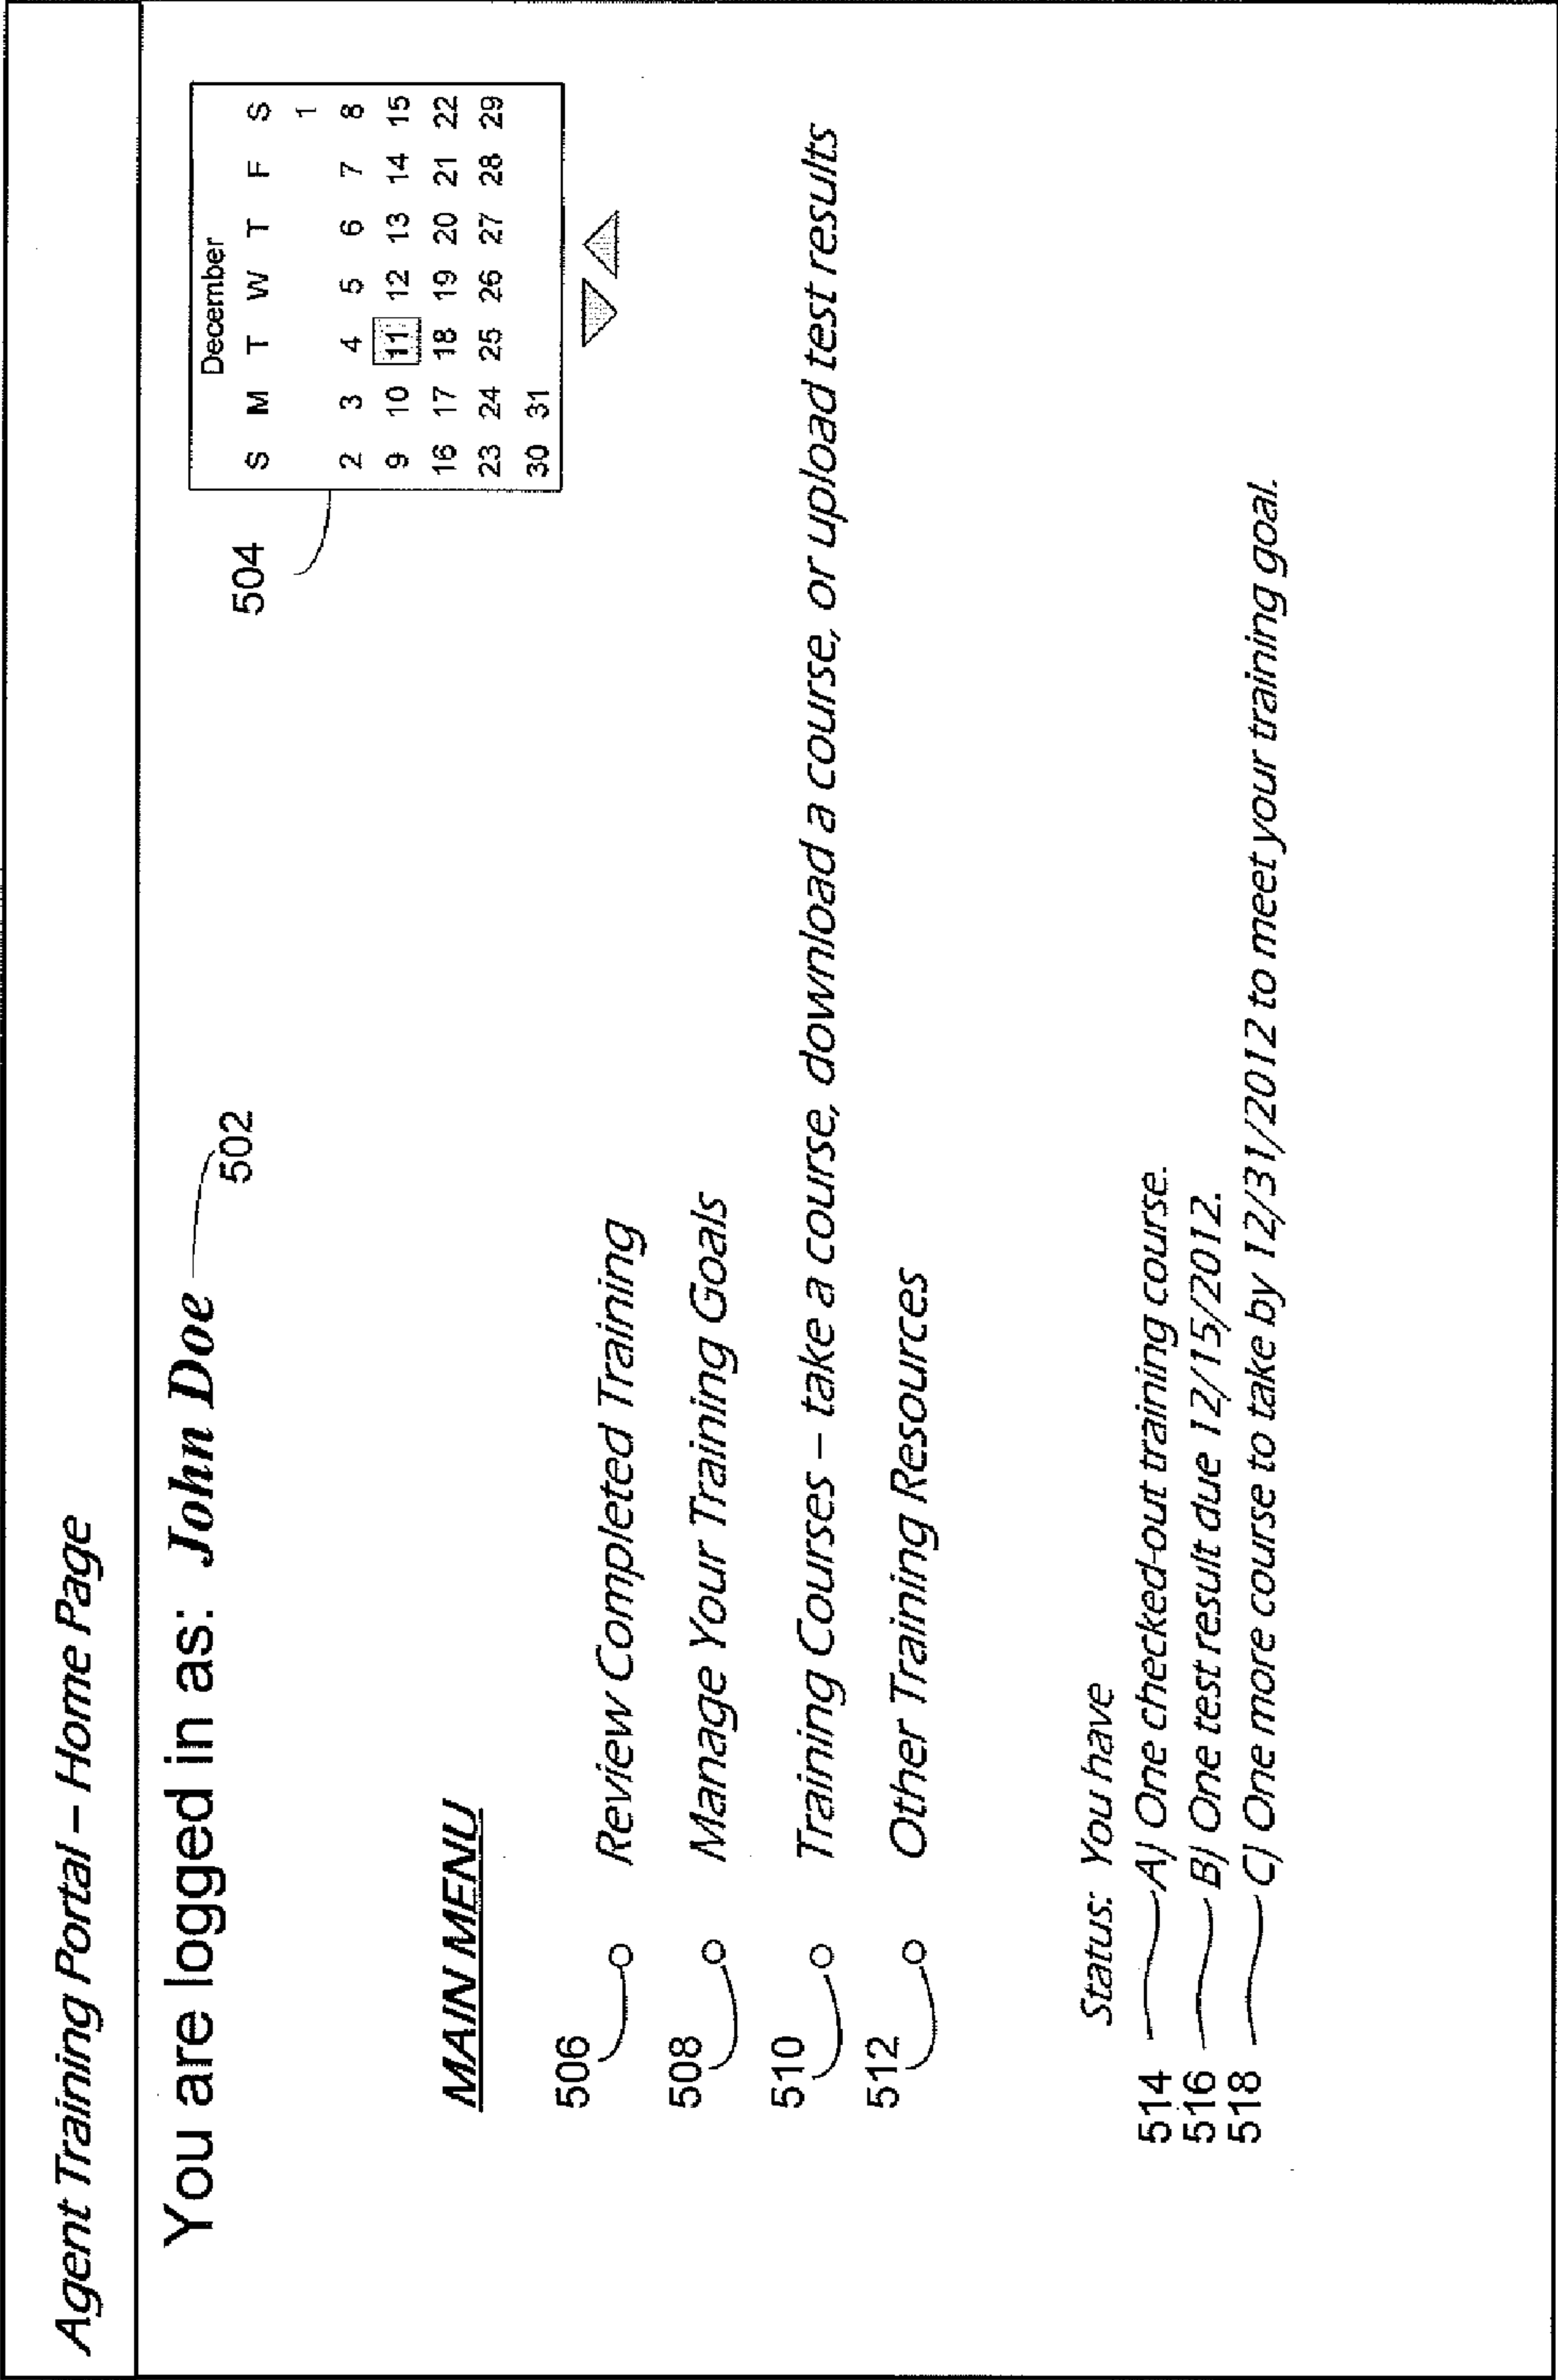 Agent Training Portal – Home Page
You are logged in as: John Doe
502
504
December
S M T W T F S
1
2 3 4 5 6 7 8
9 10 11 12 13 14 15
16 17 18 19 20 21 22
23 24 25 26 27 28 29
30 31
MAIN MENU
506 Review Completed Training
508 Manage Your Training Goals
510 Training Courses – take a course, download a course, or upload test results
512 Other Training Resources
Status: You have
514 A) One checked-out training course.
516 B) One test result due 12/15/2012.
518 C) One more course to take by 12/31/2012 to meet your training goal.